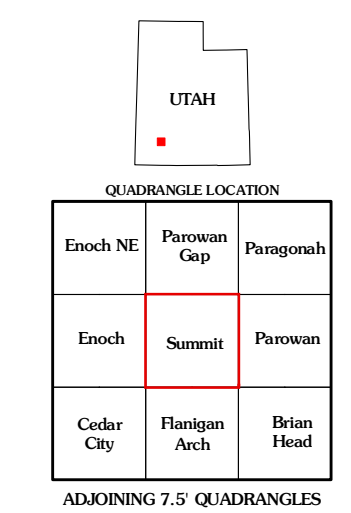 UTAH
QUADRANGLE LOCATION
Enoch NE
Parowan
Gap
Paragonah
Enoch
Summit
Parowan
Cedar
City
Flanigan
Arch
Brian
Head
ADJOINING 7.5' QUADRANGLES